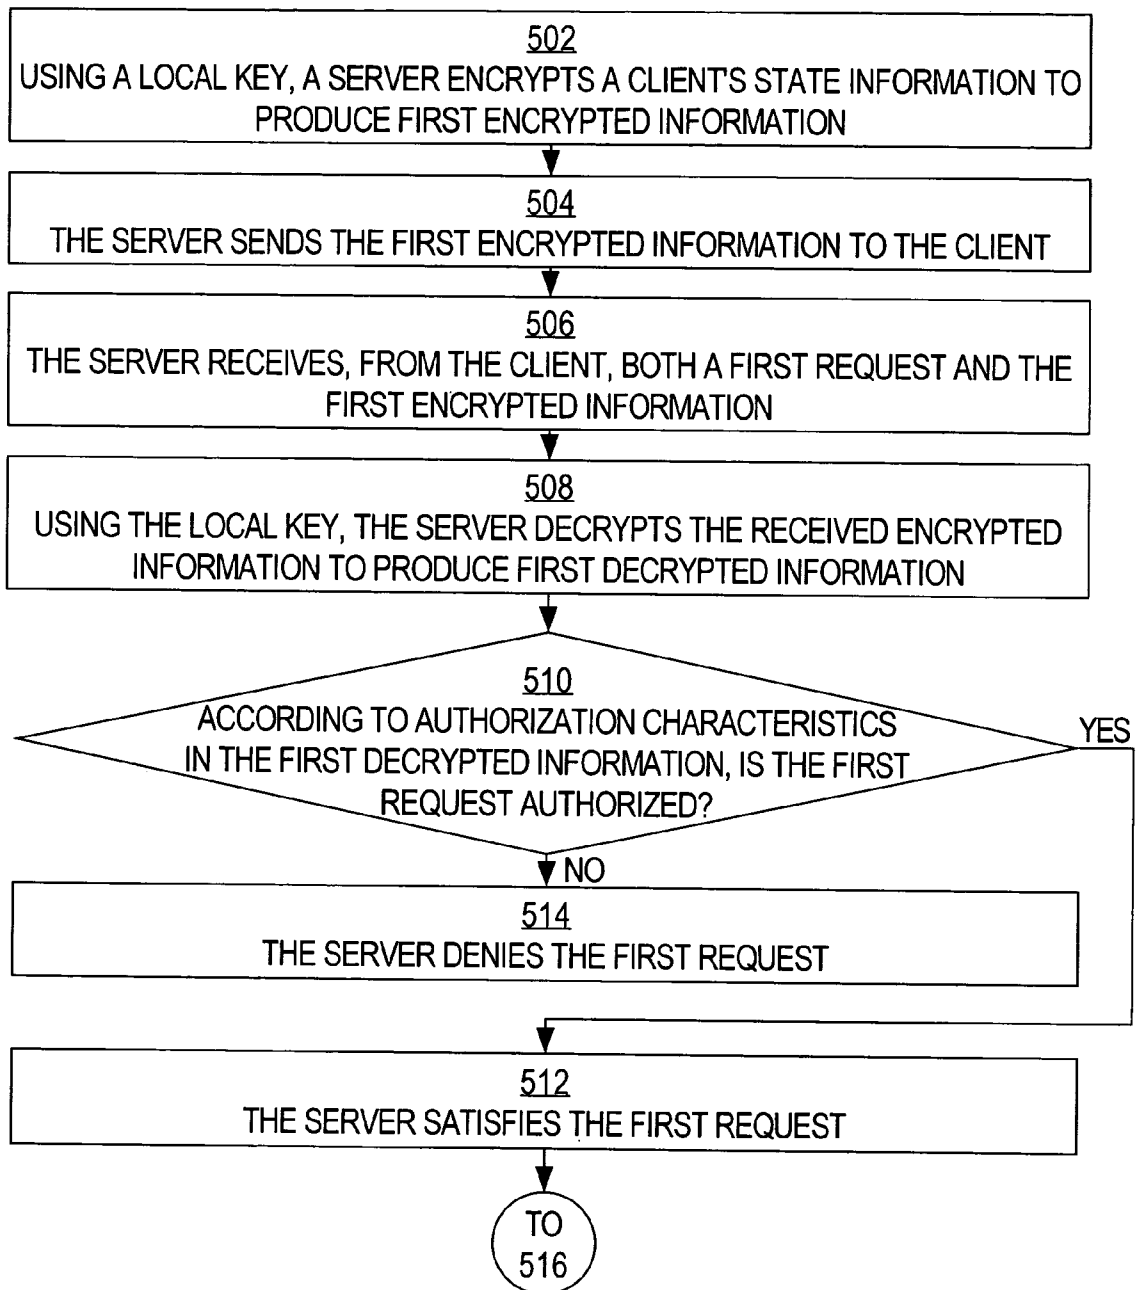 502
USING A LOCAL KEY, A SERVER ENCRYPTS A CLIENT'S STATE INFORMATION TO
PRODUCE FIRST ENCRYPTED INFORMATION
504
THE SERVER SENDS THE FIRST ENCRYPTED INFORMATION TO THE CLIENT
506
THE SERVER RECEIVES, FROM THE CLIENT, BOTH A FIRST REQUEST AND THE
FIRST ENCRYPTED INFORMATION
508
USING THE LOCAL KEY, THE SERVER DECRYPTS THE RECEIVED ENCRYPTED
INFORMATION TO PRODUCE FIRST DECRYPTED INFORMATION
510
ACCORDING TO AUTHORIZATION CHARACTERISTICS
IN THE FIRST DECRYPTED INFORMATION, IS THE FIRST
REQUEST AUTHORIZED?
YES
NO
514
THE SERVER DENIES THE FIRST REQUEST
512
THE SERVER SATISFIES THE FIRST REQUEST
TO
516